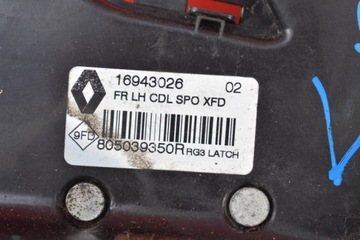 16943026 02
FR LH CDL SPO XFD
9FD 805039350R RG3 LATCH